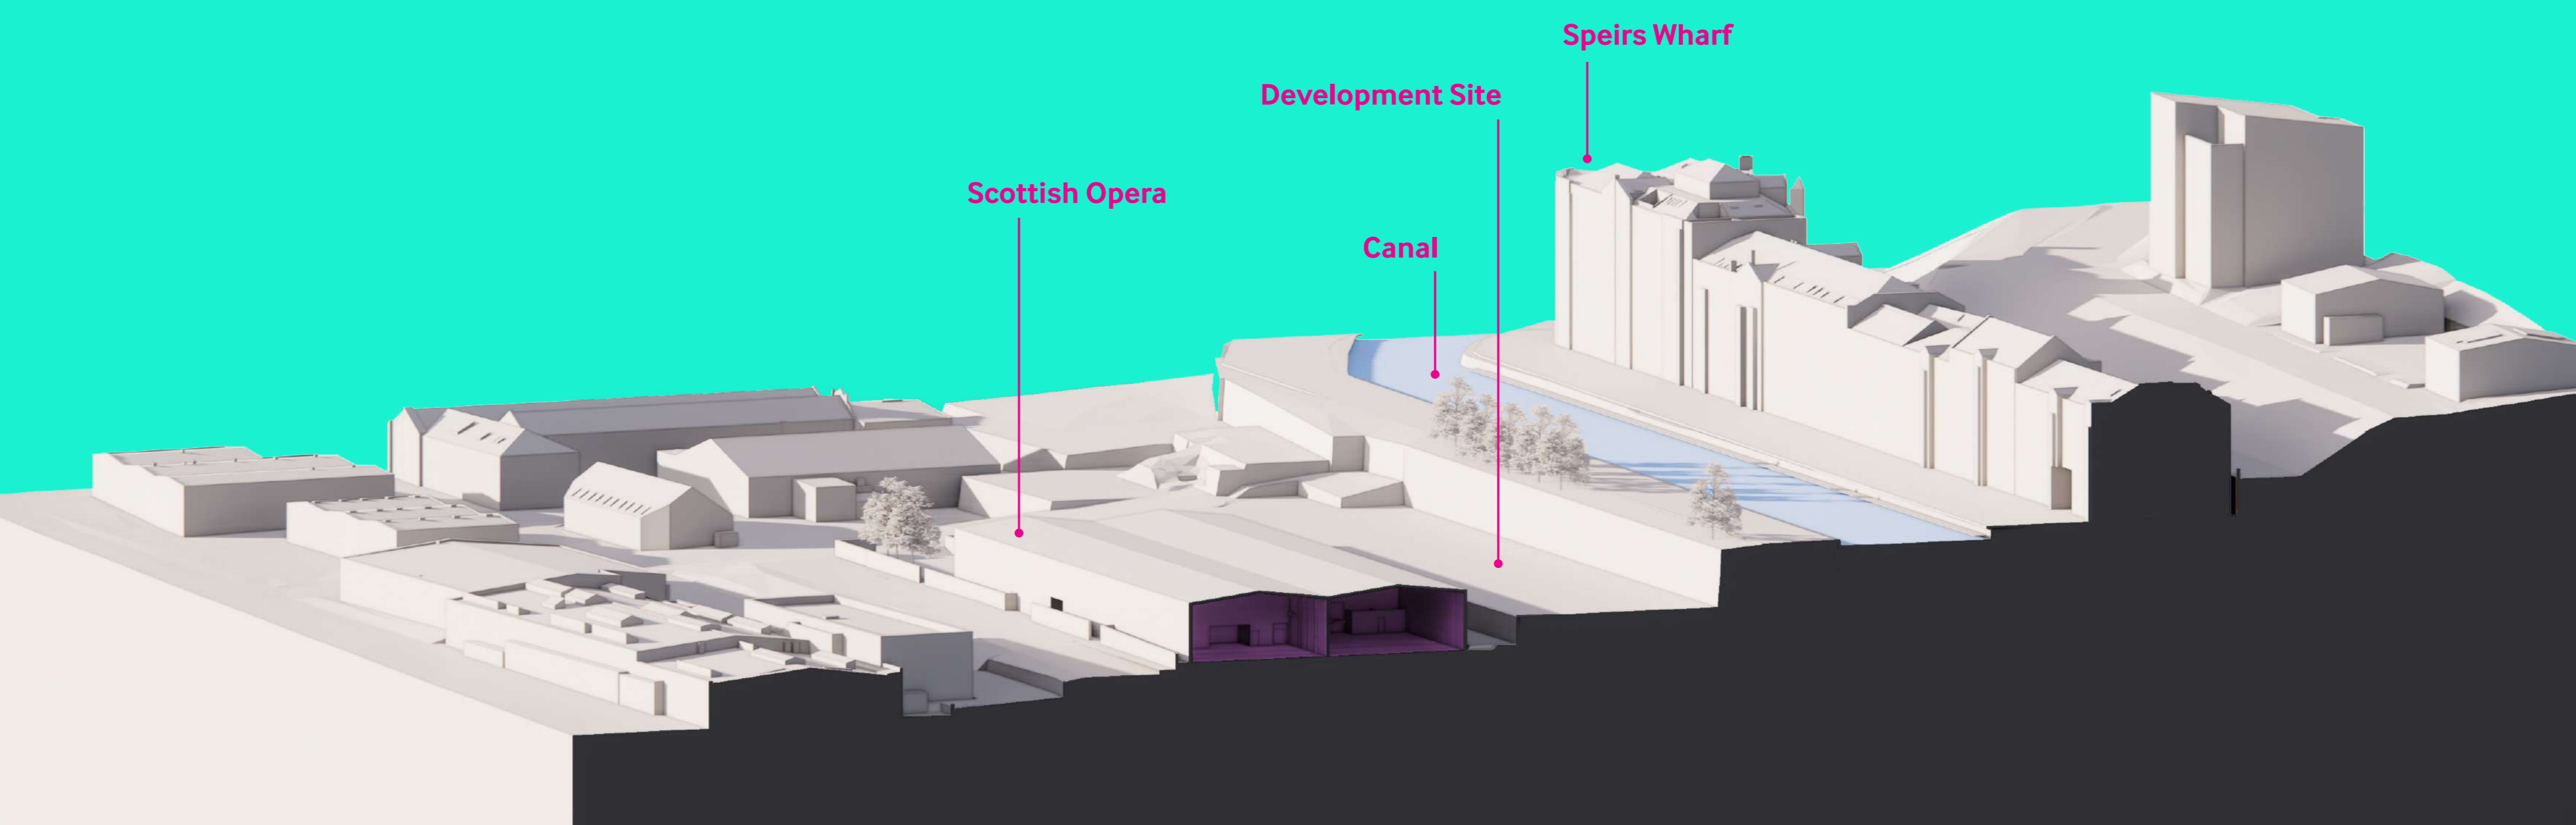 Speirs Wharf
Development Site
Scottish Opera
Canal